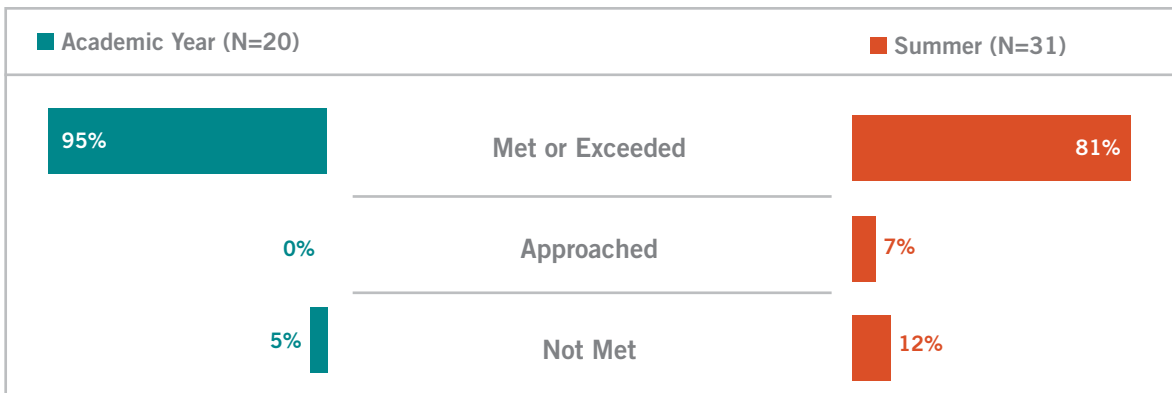 Academic Year (N=20)
Summer (N=31)
95%
Met or Exceeded
81%
0%
Approached
7%
5%
Not Met
12%